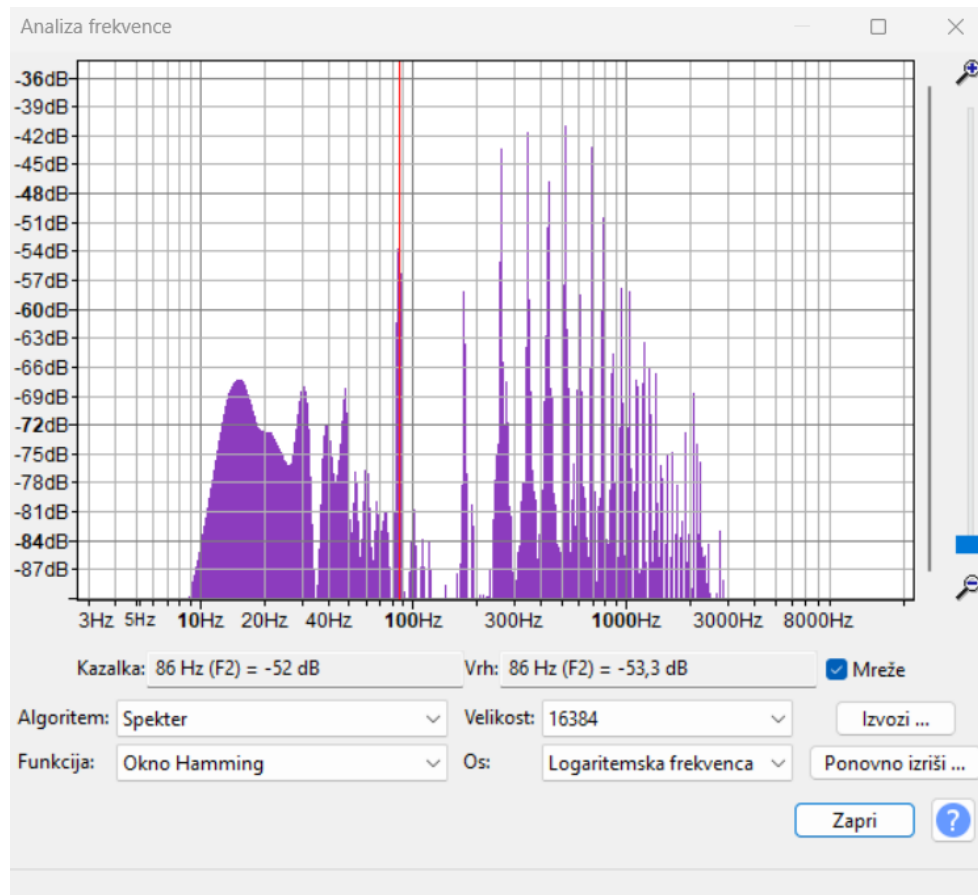 Analiza frekvence
-36dB
-39dB
-42dB
-45dB
-48dB
-51dB
-54dB
-57dB
-60dB
-63dB
-66dB
-69dB
-72dB
-75dB
-78dB
-81dB
-84dB
-87dB
3Hz 5Hz 10Hz 20Hz 40Hz 100Hz 300Hz 1000Hz 3000Hz 8000Hz
Kazalka: 86 Hz (F2) = -52 dB Vrh: 86 Hz (F2) = -53,3 dB Mreže
Algoritem: Spekter Velikost: 16384 Izvozi ...
Funkcija: Okno Hamming Os: Logaritemska frekvenca Ponovno izriši ...
Zapri ?